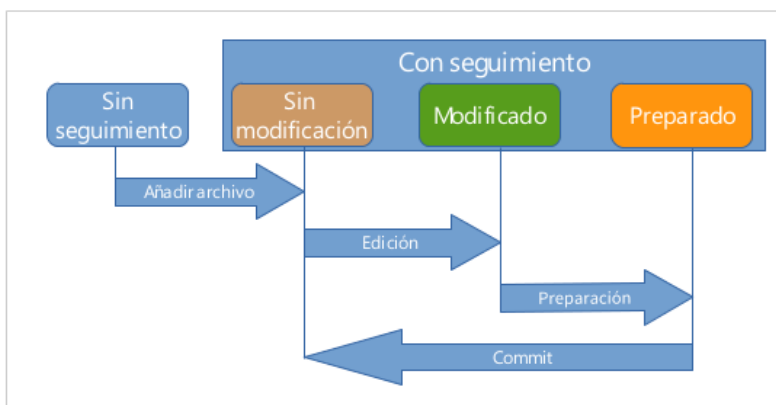 Con seguimiento
Sin
seguimiento
Sin
modificación
Modificado
Preparado
Añadir archivo
Edición
Preparación
Commit